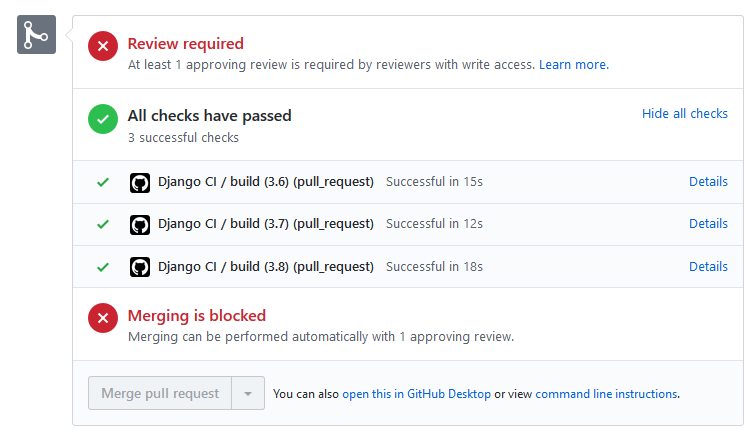 Review required
At least 1 approving review is required by reviewers with write access. Learn more.
All checks have passed
Hide all checks
3 successful checks
Django CI / build (3.6) (pull_request) Successful in 15s Details
Django CI / build (3.7) (pull_request) Successful in 12s Details
Django CI / build (3.8) (pull_request) Successful in 18s Details
Merging is blocked
Merging can be performed automatically with 1 approving review.
Merge pull request You can also open this in GitHub Desktop or view command line instructions.